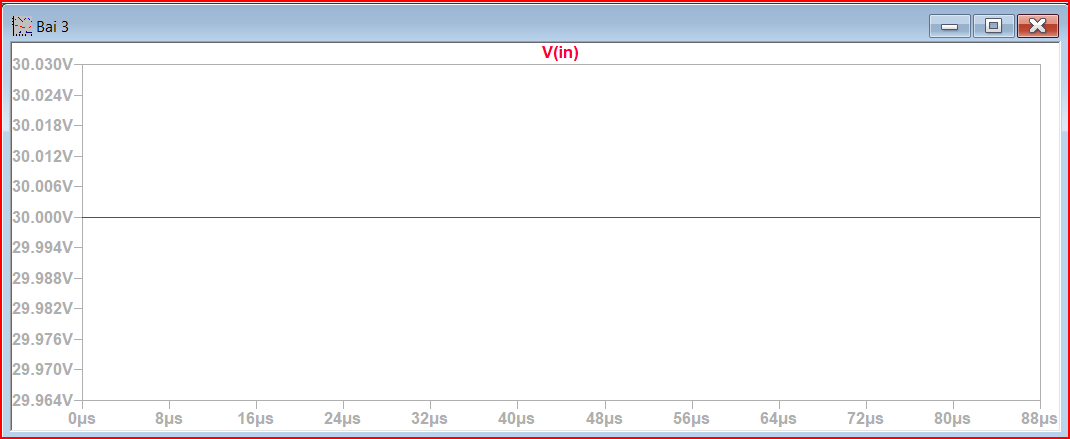 Bai 3
V(in)
30.030V
30.024V
30.018V
30.012V
30.006V
30.000V
29.994V
29.988V
29.982V
29.976V
29.970V
29.964V
0µs 8µs 16µs 24µs 32µs 40µs 48µs 56µs 64µs 72µs 80µs 88µs